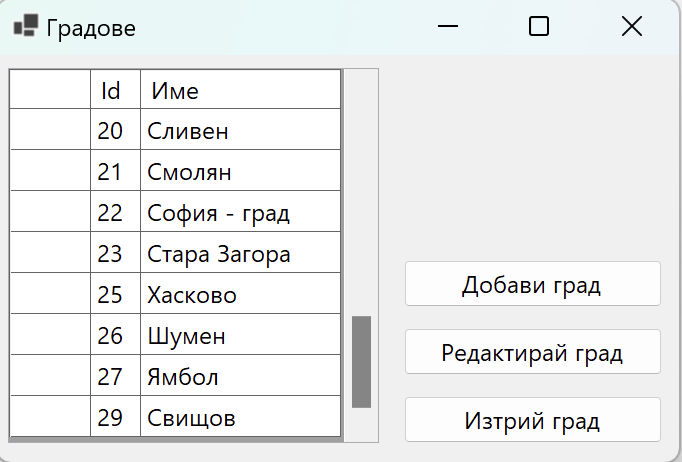 Градове
Id Име
20 Сливен
21 Смолян
22 София - град
23 Стара Загора
25 Хасково
26 Шумен
27 Ямбол
29 Свищов
Добави град
Редактирай град
Изтрий град